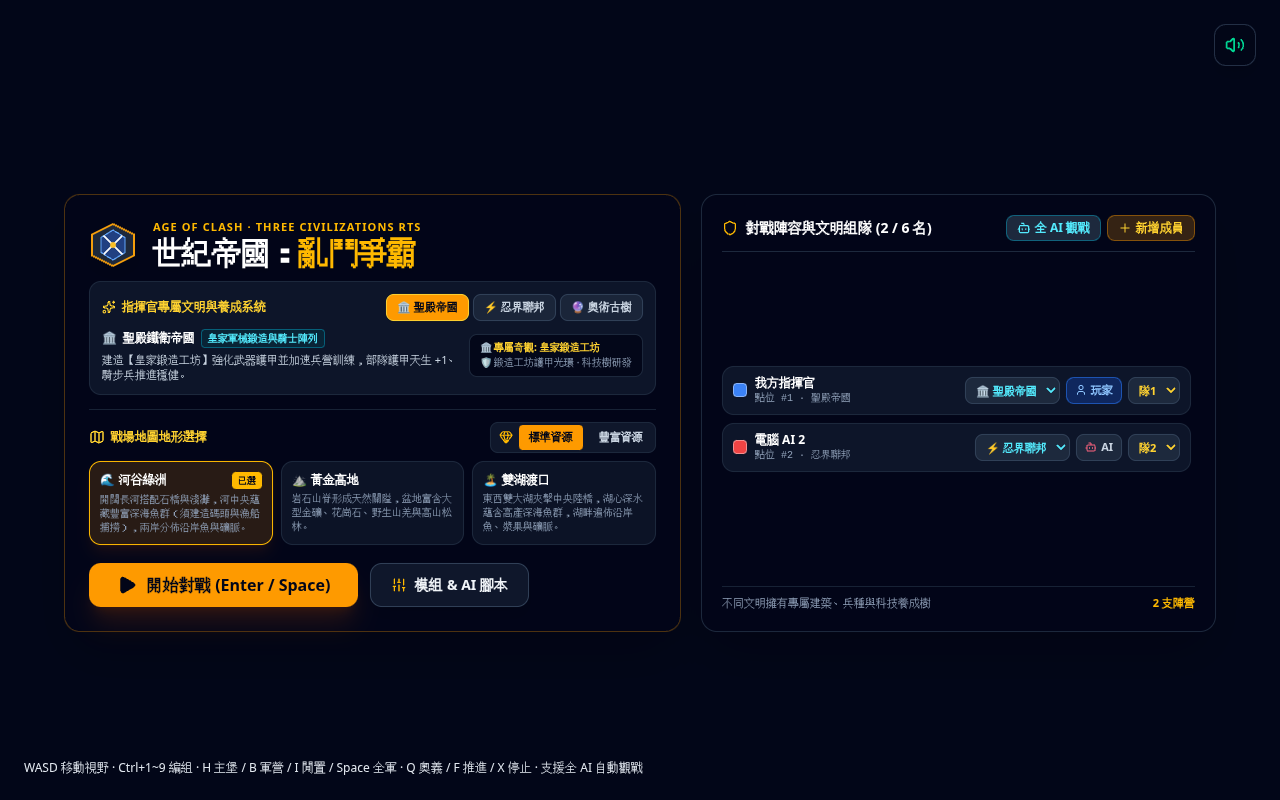 AGE OF CLASH · THREE CIVILIZATIONS RTS
世紀帝國：亂鬥爭霸
指揮官專屬文明與養成系統
🏛️ 聖殿帝國
⚡ 忍界聯邦
🔮 奧術古樹
🏛️ 聖殿鐵衛帝國
皇家軍械鍛造與騎士陣列
建造【皇家鍛造工坊】強化武器護甲並加速兵營訓練，部隊護甲天生 +1、
騎步兵推進穩健。
🏛️ 專屬奇觀: 皇家鍛造工坊
🛡️ 鍛造工坊護甲光環 · 科技樹研發
戰場地圖地形選擇
標準資源
豐富資源
🌊 河谷綠洲
已選
開闊長河搭配石橋與淺灘，河中央蘊
藏豐富深海魚群（須建造碼頭與漁船
捕撈），兩岸分佈沿岸魚與礦脈。
⛰️ 黃金高地
岩石山脊形成天然關隘，盆地富含大
型金礦、花崗石、野生山羌與高山松
林。
🏝️ 雙湖渡口
東西雙大湖夾擊中央陸橋，湖心深水
蘊含高產深海魚群，湖畔遍佈沿岸
魚、漿果與礦脈。
開始對戰 (Enter / Space)
模組 & AI 腳本
對戰陣容與文明組隊 (2 / 6 名)
全 AI 觀戰
新增成員
我方指揮官
點位 #1 · 聖殿帝國
🏛️ 聖殿帝國
玩家
隊1
電腦 AI 2
點位 #2 · 忍界聯邦
⚡ 忍界聯邦
AI
隊2
不同文明擁有專屬建築、兵種與科技養成樹
2 支陣營
WASD 移動視野 · Ctrl+1~9 編組 · H 主堡 / B 軍營 / I 閒置 / Space 全軍 · Q 奧義 / F 推進 / X 停止 · 支援全 AI 自動觀戰